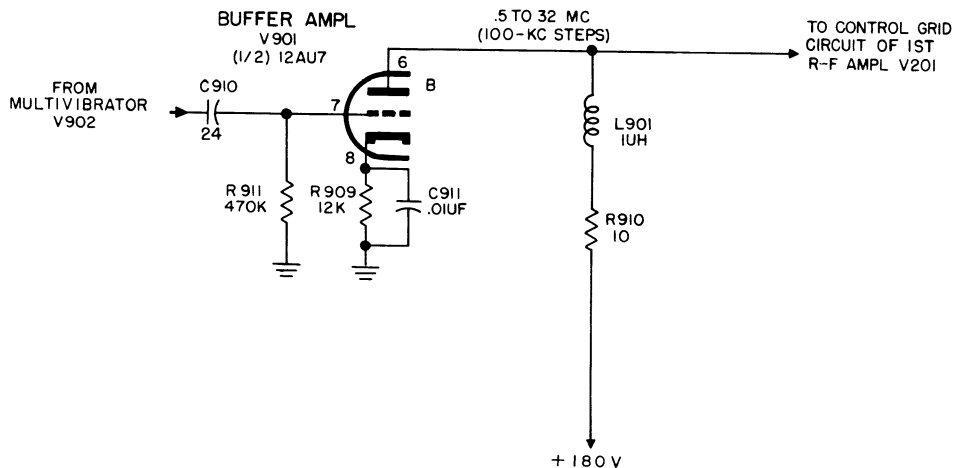 BUFFER AMPL
V901
(1/2) 12AU7
.5 TO 32 MC
(100-KC STEPS)
TO CONTROL GRID
CIRCUIT OF 1ST
R-F AMPL V201
6
B
FROM
MULTIVIBRATOR
V902
C910
24
7
8
L901
1UH
R911
470K
R909
12K
C911
.01UF
R910
10
+180V